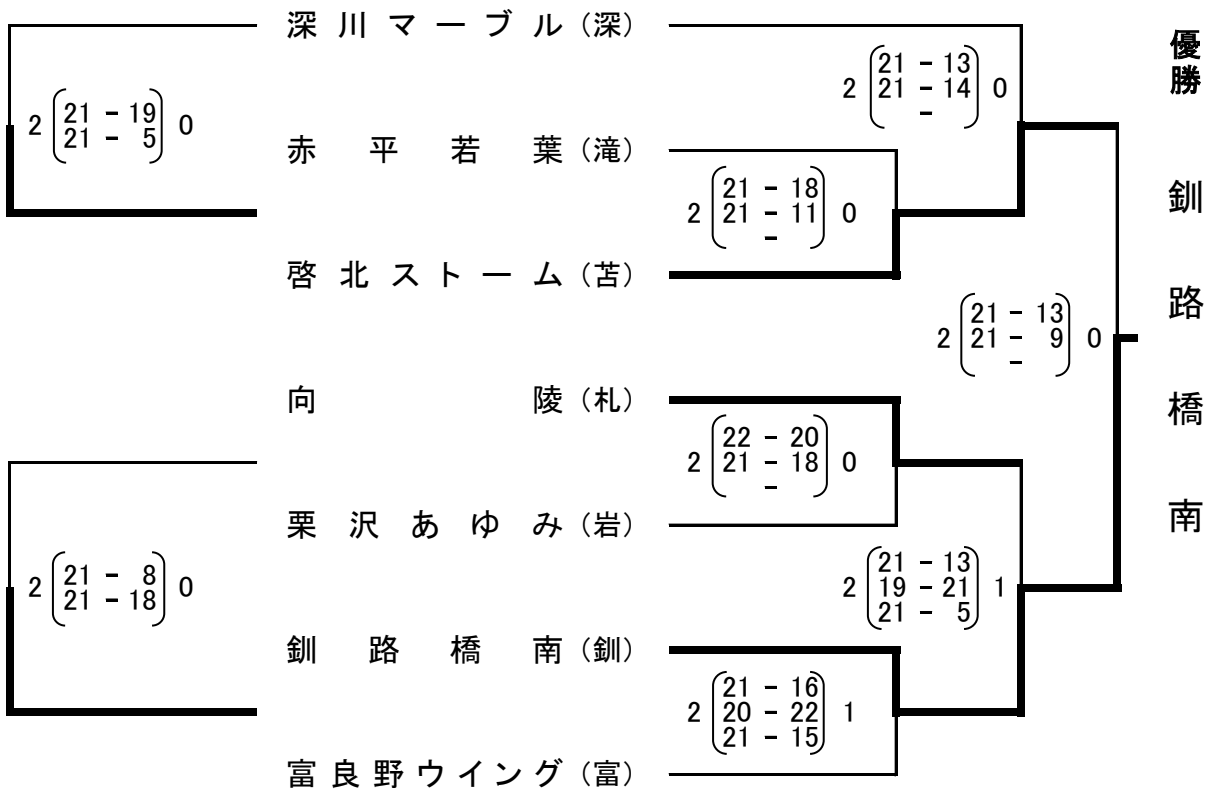 深川マーブル（深）
2 21 - 13 0
21 - 14
-
2 21 - 19 0
21 - 5
赤平若葉（滝）
2 21 - 18 0
21 - 11
-
啓北ストーム（苫）
2 21 - 13 0
21 - 9
-
向陵（札）
2 22 - 20 0
21 - 18
-
栗沢あゆみ（岩）
2 21 - 8 0
21 - 18
2 21 - 13 1
19 - 21
21 - 5
釧路橋南（釧）
2 21 - 16 1
20 - 22
21 - 15
富良野ウイング（富）
優勝 釧路橋南